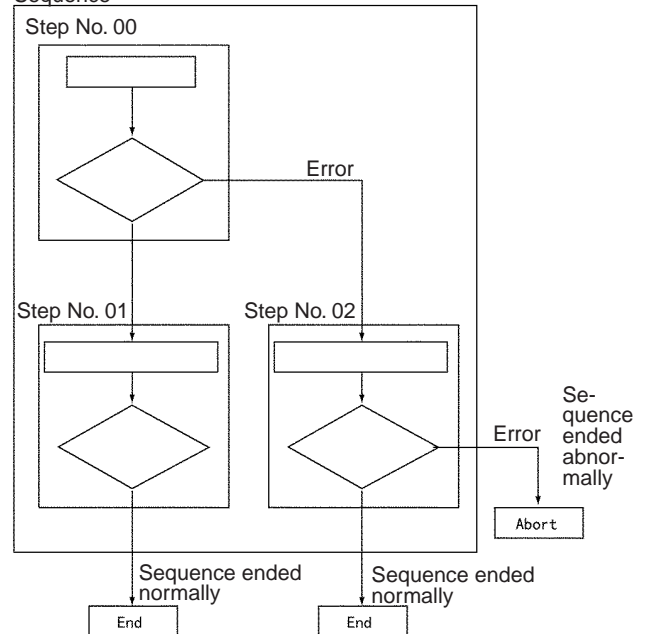 Sequence
Step No. 00
Error
Step No. 01
Step No. 02
Error
Se-
quence
ended
abnor-
mally
Abort
Sequence ended
normally
Sequence ended
normally
End
End